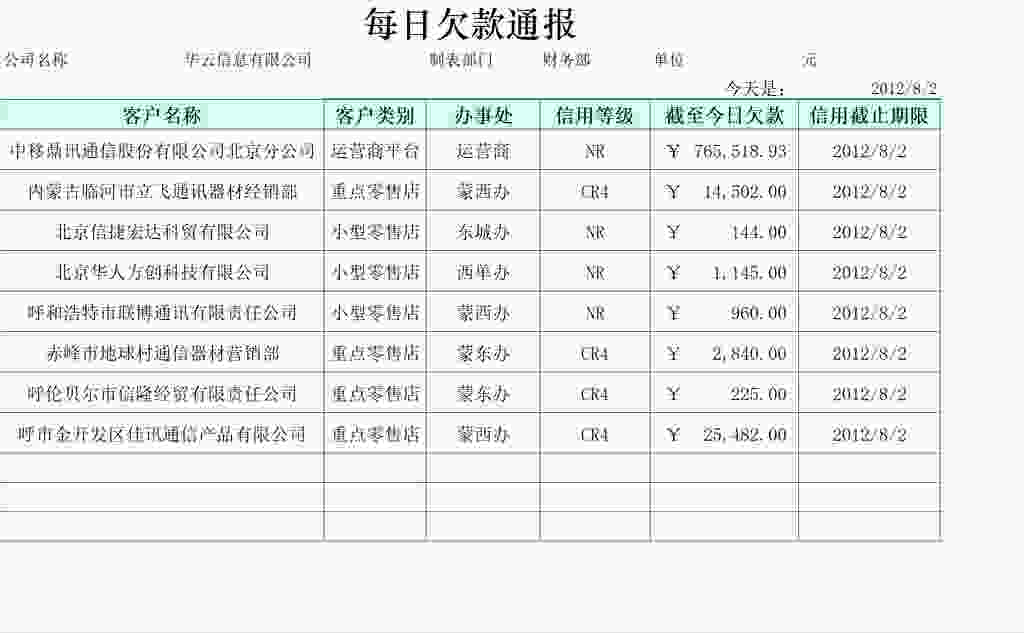 每日欠款通报
公司名称 华云信息有限公司 制表部门 财务部 单位 元
今天是： 2012/8/2
客户名称 客户类别 办事处 信用等级 截至今日欠款 信用截止期限
中移鼎讯通信股份有限公司北京分公司 运营商平台 运营商 NR ￥ 765,518.93 2012/8/2
内蒙古临河市立飞通讯器材经销部 重点零售店 蒙西办 CR4 ￥ 14,502.00 2012/8/2
北京信捷宏达科贸有限公司 小型零售店 东城办 NR ￥ 144.00 2012/8/2
北京华人方创科技有限公司 小型零售店 西单办 NR ￥ 1,145.00 2012/8/2
呼和浩特市联博通讯有限责任公司 小型零售店 蒙西办 NR ￥ 960.00 2012/8/2
赤峰市地球村通信器材营销部 重点零售店 蒙东办 CR4 ￥ 2,840.00 2012/8/2
呼伦贝尔市信隆经贸有限责任公司 重点零售店 蒙东办 CR4 ￥ 225.00 2012/8/2
呼市金开发区佳讯通信产品有限公司 重点零售店 蒙西办 CR4 ￥ 25,482.00 2012/8/2